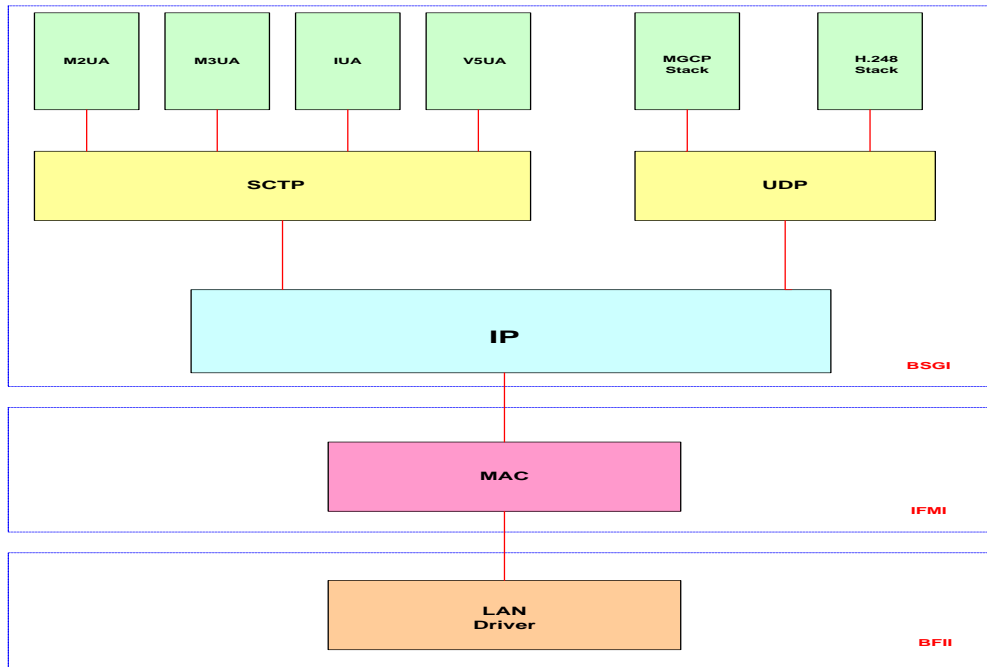 M2UA
M3UA
IUA
V5UA
MGCP
Stack
H.248
Stack
SCTP
UDP
IP
BSGI
MAC
IFMI
LAN
Driver
BFII